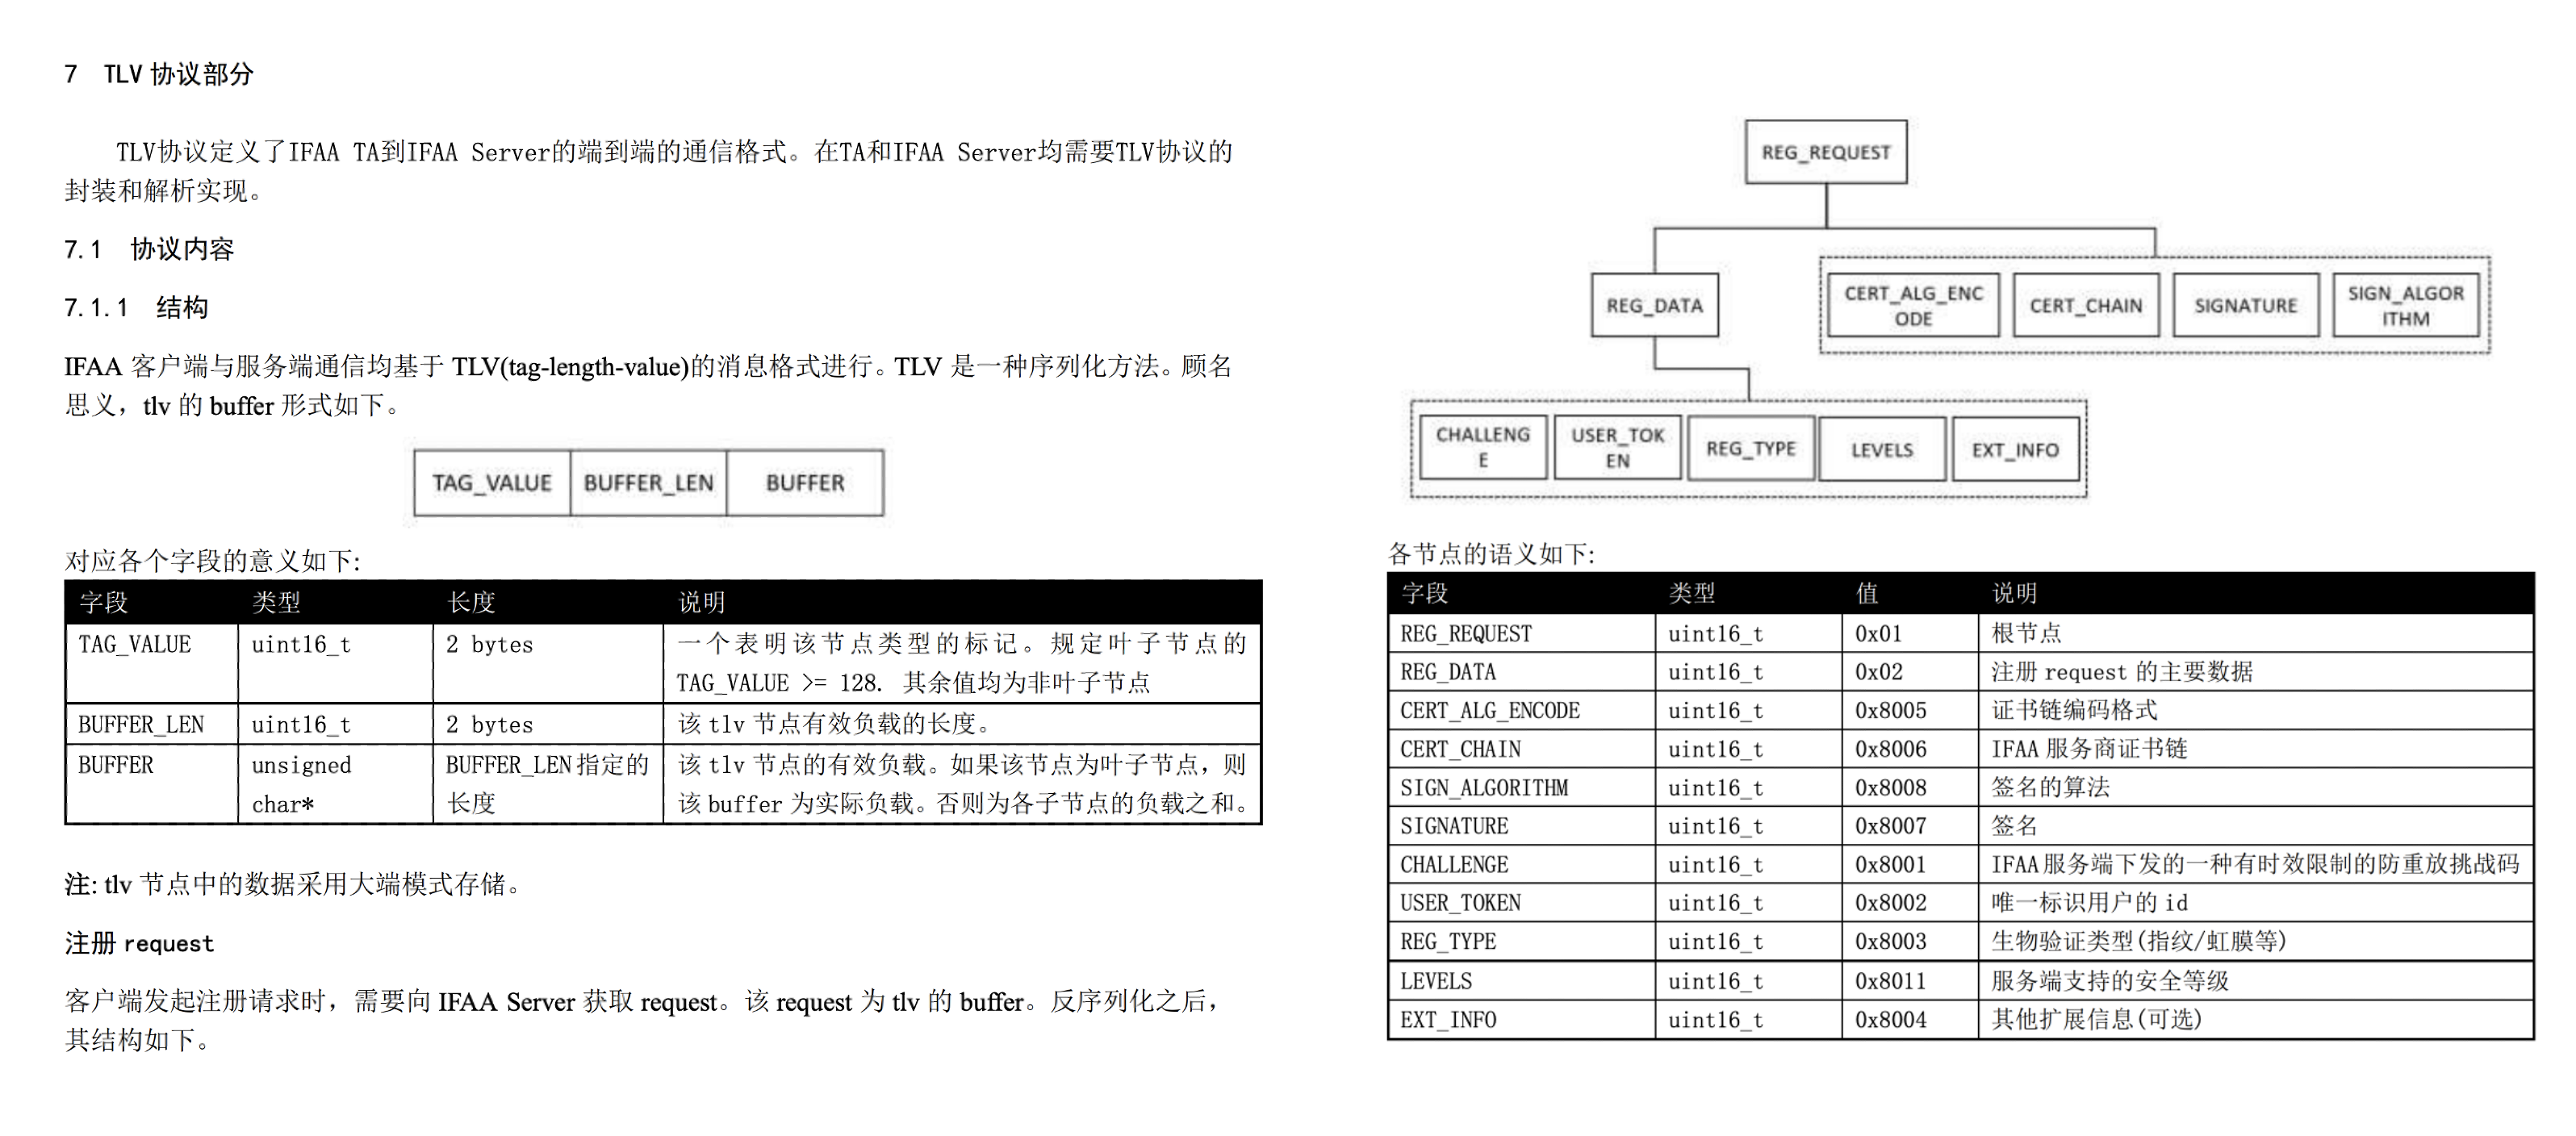 7 TLV 协议部分
TLV协议定义了IFAA TA到IFAA Server的端到端的通信格式。在TA和IFAA Server均需要TLV协议的
封装和解析实现。
7.1 协议内容
7.1.1 结构
IFAA 客户端与服务端通信均基于 TLV(tag-length-value)的消息格式进行。TLV 是一种序列化方法。顾名
思义，tlv 的 buffer 形式如下。
TAG_VALUE BUFFER_LEN BUFFER
对应各个字段的意义如下:
字段 类型 长度 说明
TAG_VALUE uint16_t 2 bytes 一个表明该节点类型的标记。规定叶子节点的
TAG_VALUE >= 128. 其余值均为非叶子节点
BUFFER_LEN uint16_t 2 bytes 该 tlv 节点有效负载的长度。
BUFFER unsigned BUFFER_LEN 指定的 该 tlv 节点的有效负载。如果该节点为叶子节点，则
char* 长度 该 buffer 为实际负载。否则为各子节点的负载之和。
注: tlv 节点中的数据采用大端模式存储。
注册 request
客户端发起注册请求时，需要向 IFAA Server 获取 request。该 request 为 tlv 的 buffer。反序列化之后，
其结构如下。
REG_REQUEST
REG_DATA
CERT_ALG_ENC
ODE
CERT_CHAIN
SIGNATURE
SIGN_ALGOR
ITHM
CHALLENG
E
USER_TOK
EN
REG_TYPE
LEVELS
EXT_INFO
各节点的语义如下:
字段 类型 值 说明
REG_REQUEST uint16_t 0x01 根节点
REG_DATA uint16_t 0x02 注册 request 的主要数据
CERT_ALG_ENCODE uint16_t 0x8005 证书链编码格式
CERT_CHAIN uint16_t 0x8006 IFAA 服务商证书链
SIGN_ALGORITHM uint16_t 0x8008 签名的算法
SIGNATURE uint16_t 0x8007 签名
CHALLENGE uint16_t 0x8001 IFAA 服务端下发的一种有时效限制的防重放挑战码
USER_TOKEN uint16_t 0x8002 唯一标识用户的 id
REG_TYPE uint16_t 0x8003 生物验证类型(指纹/虹膜等)
LEVELS uint16_t 0x8011 服务端支持的安全等级
EXT_INFO uint16_t 0x8004 其他扩展信息(可选)